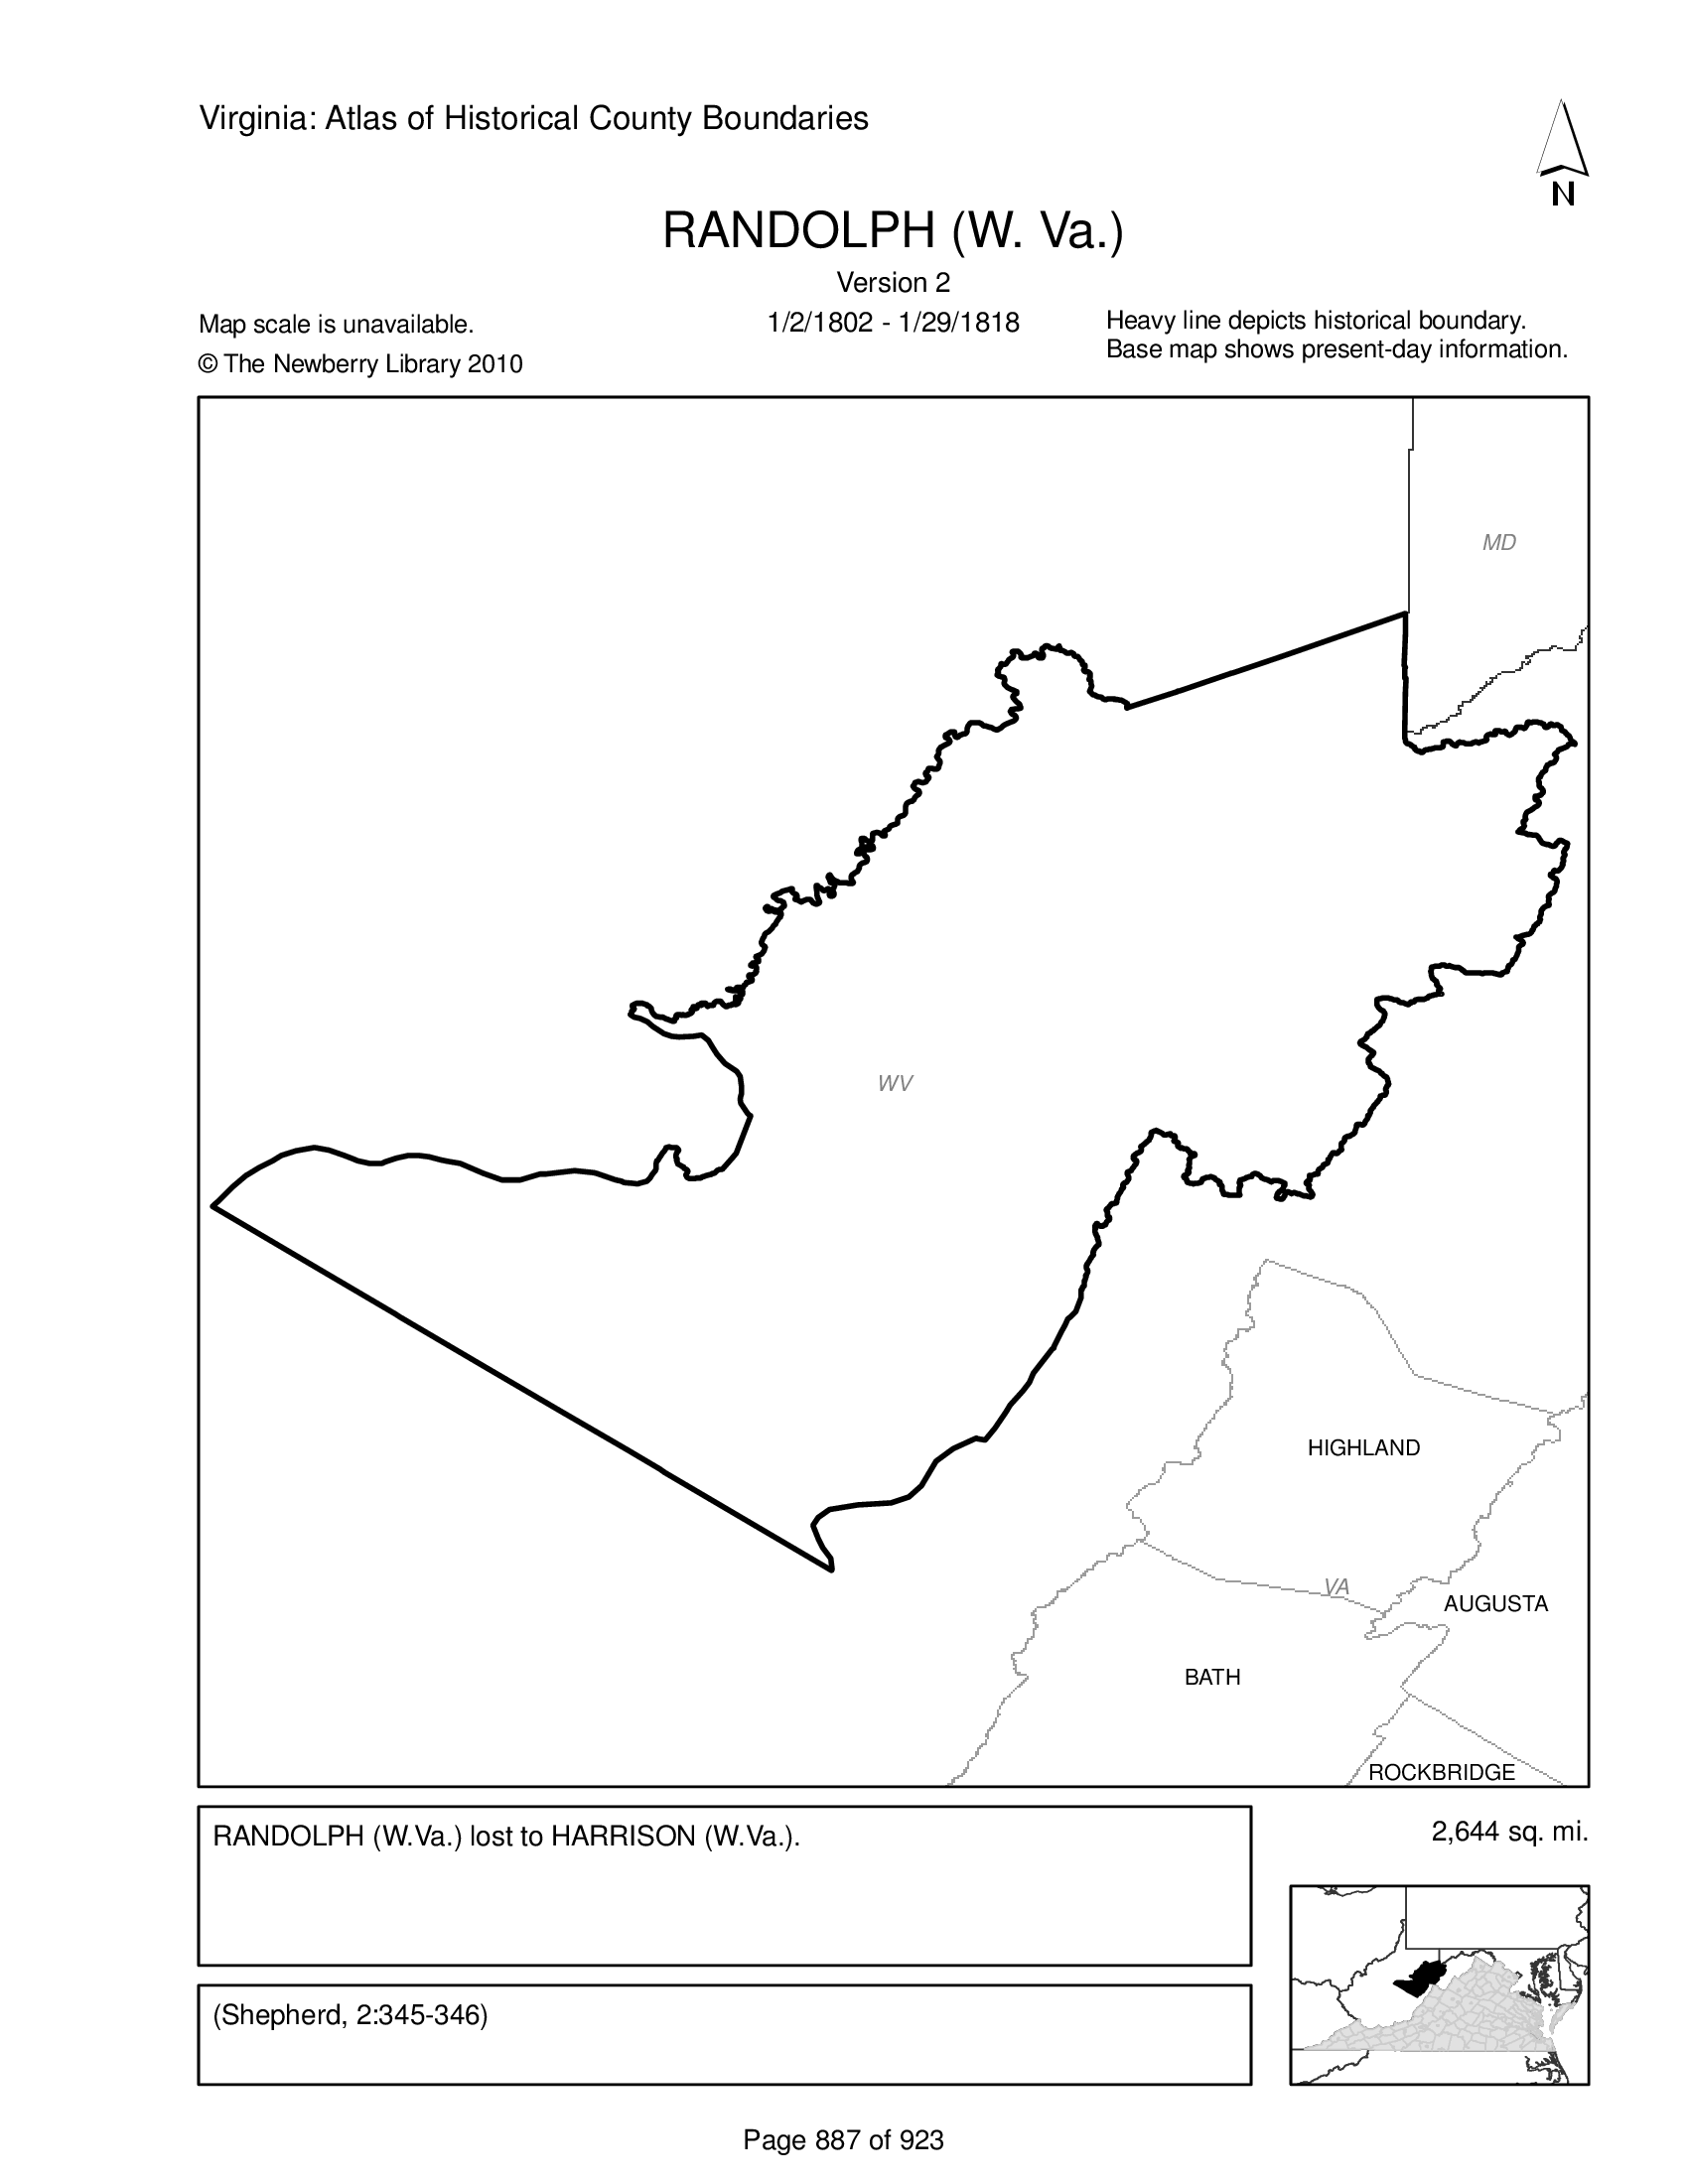 Virginia: Atlas of Historical County Boundaries
N
RANDOLPH (W. Va.)
Version 2
Map scale is unavailable.
1/2/1802 - 1/29/1818
Heavy line depicts historical boundary.
© The Newberry Library 2010
Base map shows present-day information.
MD
WV
HIGHLAND
VA
AUGUSTA
BATH
ROCKBRIDGE
RANDOLPH (W.Va.) lost to HARRISON (W.Va.).
2,644 sq. mi.
(Shepherd, 2:345-346)
Page 887 of 923